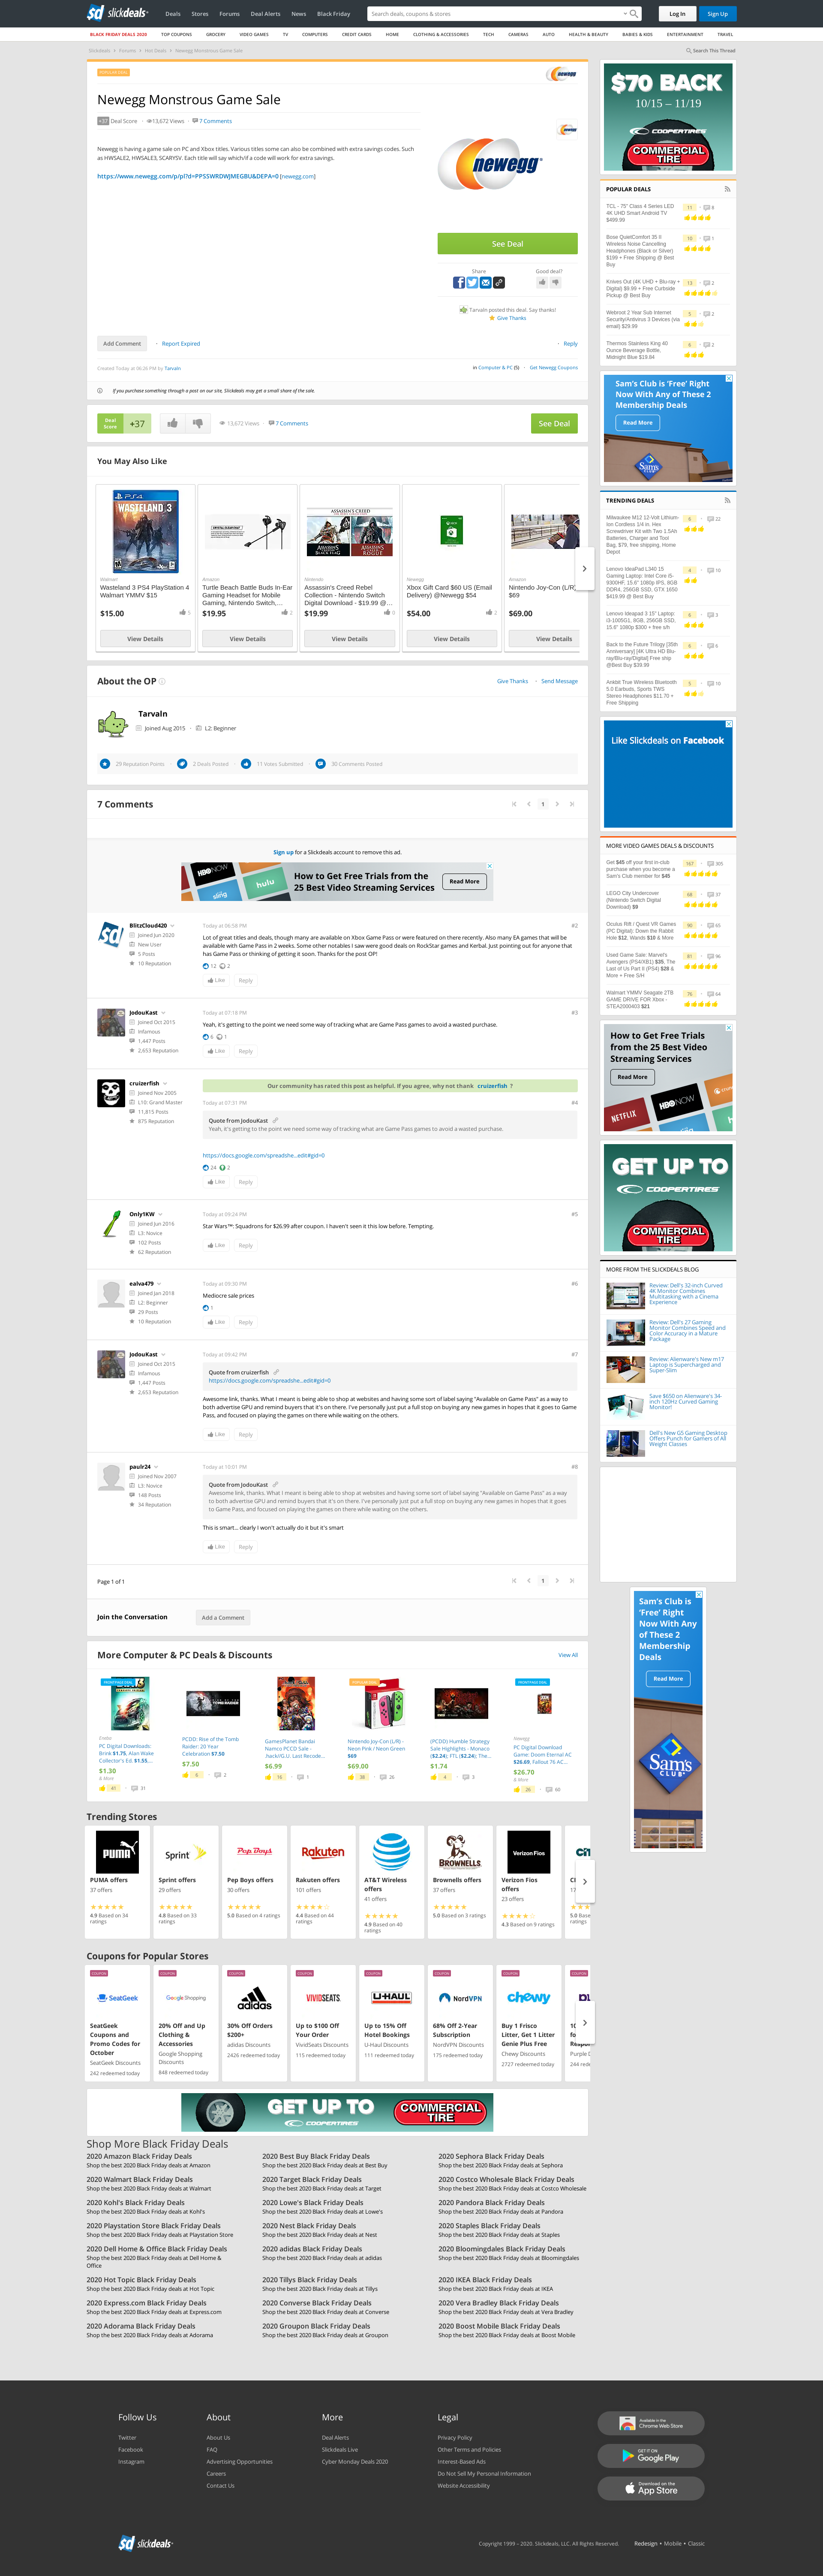 slickdeals
Deals Stores Forums Deal Alerts News Black Friday
Search deals, coupons & stores
Log In Sign Up
BLACK FRIDAY DEALS 2020 TOP COUPONS GROCERY VIDEO GAMES TV COMPUTERS CREDIT CARDS HOME CLOTHING & ACCESSORIES TECH CAMERAS AUTO HEALTH & BEAUTY BABIES & KIDS ENTERTAINMENT TRAVEL
Slickdeals Forums Hot Deals Newegg Monstrous Game Sale
Search This Thread
newegg
Newegg Monstrous Game Sale
+37 Deal Score 13,672 Views 7 Comments
Newegg is having a game sale on PC and Xbox titles. Various titles some can also be combined with extra savings codes. Such
as HWSALE2, HWSALE3, SCARYSV. Each title will say which/if a code will work for extra savings.
https://www.newegg.com/p/pl?d=PPSSWRDWJMEGBU&DEPA=0 [newegg.com]
newegg
See Deal
Share
Good deal?
Tarvaln posted this deal. Say thanks!
Give Thanks
Add Comment Report Expired
Reply
Created Today at 06:26 PM by Tarvaln
in Computer & PC (5) Get Newegg Coupons
If you purchase something through a post on our site, Slickdeals may get a small share of the sale.
Deal Score +37
13,672 Views 7 Comments
See Deal
You May Also Like
Walmart
Wasteland 3 PS4 PlayStation 4
Walmart YMMV $15
$15.00
5
View Details
Amazon
Turtle Beach Battle Buds In-Ear
Gaming Headset for Mobile
Gaming, Nintendo Switch,...
$19.95
2
View Details
Nintendo
Assassin's Creed Rebel
Collection - Nintendo Switch
Digital Download - $19.99 @...
$19.99
0
View Details
Newegg
Xbox Gift Card $60 US (Email
Delivery) @Newegg $54
$54.00
2
View Details
Amazon
Nintendo Joy-Con (L/R)
$69
$69.00
View Details
About the OP
Give Thanks Send Message
Tarvaln
Joined Aug 2015 L2: Beginner
29 Reputation Points 2 Deals Posted 11 Votes Submitted 30 Comments Posted
7 Comments
1
Sign up for a Slickdeals account to remove this ad.
HBO NOW
sling
hulu
How to Get Free Trials from the
25 Best Video Streaming Services
Read More
BlitzCloud420
Joined Jun 2020
New User
5 Posts
10 Reputation
Today at 06:58 PM
#2
Lot of great titles and deals, though many are available on Xbox Game Pass or were featured on there recently. Also many EA games that will be
available with Game Pass in 2 weeks. Some other notables I saw were good deals on RockStar games and Kerbal. Just pointing out for anyone that
has Game Pass or thinking of getting it soon. Thanks for the post OP!
12 2
Like Reply
JodouKast
Joined Oct 2015
Infamous
1,447 Posts
2,653 Reputation
Today at 07:18 PM
#3
Yeah, it's getting to the point we need some way of tracking what are Game Pass games to avoid a wasted purchase.
6 1
Like Reply
cruizerfish
Joined Nov 2005
L10: Grand Master
11,815 Posts
875 Reputation
Our community has rated this post as helpful. If you agree, why not thank cruizerfish ?
Today at 07:31 PM
#4
Quote from JodouKast
Yeah, it's getting to the point we need some way of tracking what are Game Pass games to avoid a wasted purchase.
https://docs.google.com/spreadshe...edit#gid=0
24 2
Like Reply
Only1KW
Joined Jun 2016
L3: Novice
102 Posts
62 Reputation
Today at 09:24 PM
#5
Star Wars™: Squadrons for $26.99 after coupon. I haven't seen it this low before. Tempting.
Like Reply
ealva479
Joined Jan 2018
L2: Beginner
29 Posts
10 Reputation
Today at 09:30 PM
#6
Mediocre sale prices
1
Like Reply
JodouKast
Joined Oct 2015
Infamous
1,447 Posts
2,653 Reputation
Today at 09:42 PM
#7
Quote from cruizerfish
https://docs.google.com/spreadshe...edit#gid=0
Awesome link, thanks. What I meant is being able to shop at websites and having some sort of label saying "Available on Game Pass" as a way to
both advertise GPU and remind buyers that it's on there. I've personally just put a full stop on buying any new games in hopes that it goes to Game
Pass, and focused on playing the games on there while waiting on the others.
Like Reply
paulr24
Joined Nov 2007
L3: Novice
148 Posts
34 Reputation
Today at 10:01 PM
#8
Quote from JodouKast
Awesome link, thanks. What I meant is being able to shop at websites and having some sort of label saying "Available on Game Pass" as a way
to both advertise GPU and remind buyers that it's on there. I've personally just put a full stop on buying any new games in hopes that it goes
to Game Pass, and focused on playing the games on there while waiting on the others.
This is smart... clearly I won't actually do it but it's smart
Like Reply
Page 1 of 1
1
Join the Conversation
Add a Comment
More Computer & PC Deals & Discounts
View All
PC Digital Downloads:
Brink $1.75, Alan Wake
Collector's Ed. $1.55,...
$1.30
& More
31
PCDD: Rise of the Tomb
Raider: 20 Year
Celebration $7.50
$7.50
2
GamesPlanet Bandai
Namco PCCD Sale -
.hack//G.U. Last Recode...
$6.99
16 1
Nintendo Joy-Con (L/R) -
Neon Pink / Neon Green
$69
$69.00
38 26
(PCDD) Humble Strategy
Sale Highlights - Monaco
($2.24); FTL ($2.24); The...
$1.74
4 3
Newegg
PC Digital Download
Game: Doom Eternal AC
$26.69, Fallout 76 AC...
$26.70
& More
26 60
Trending Stores
PUMA offers
37 offers
4.9 Based on 34
ratings
Sprint
Sprint offers
29 offers
4.8 Based on 33
ratings
Pep Boys
Pep Boys offers
30 offers
5.0 Based on 4 ratings
Rakuten
Rakuten offers
101 offers
4.4 Based on 44
ratings
AT&T
AT&T Wireless
offers
41 offers
4.9 Based on 40
ratings
BROWNELLS
Brownells offers
37 offers
5.0 Based on 3 ratings
Verizon Fios
Verizon Fios
offers
23 offers
4.3 Based on 9 ratings
Coupons for Popular Stores
COUPON
SeatGeek
SeatGeek
Coupons and
Promo Codes for
October
SeatGeek Discounts
242 redeemed today
COUPON
Google Shopping
20% Off and Up
Clothing &
Accessories
Google Shopping
Discounts
848 redeemed today
COUPON
adidas
30% Off Orders
$200+
adidas Discounts
2426 redeemed today
COUPON
VIVIDSEATS.
Up to $100 Off
Your Order
VividSeats Discounts
115 redeemed today
COUPON
U-HAUL
Up to 15% Off
Hotel Bookings
U-Haul Discounts
111 redeemed today
COUPON
NordVPN
68% Off 2-Year
Subscription
NordVPN Discounts
175 redeemed today
COUPON
chewy
Buy 1 Frisco
Litter, Get 1 Litter
Genie Plus Free
Chewy Discounts
2727 redeemed today
GET UP TO
COOPERTIRES
COMMERCIAL TIRE
Shop More Black Friday Deals
2020 Amazon Black Friday Deals
Shop the best 2020 Black Friday deals at Amazon
2020 Best Buy Black Friday Deals
Shop the best 2020 Black Friday deals at Best Buy
2020 Sephora Black Friday Deals
Shop the best 2020 Black Friday deals at Sephora
2020 Walmart Black Friday Deals
Shop the best 2020 Black Friday deals at Walmart
2020 Target Black Friday Deals
Shop the best 2020 Black Friday deals at Target
2020 Costco Wholesale Black Friday Deals
Shop the best 2020 Black Friday deals at Costco Wholesale
2020 Kohl's Black Friday Deals
Shop the best 2020 Black Friday deals at Kohl's
2020 Lowe's Black Friday Deals
Shop the best 2020 Black Friday deals at Lowe's
2020 Pandora Black Friday Deals
Shop the best 2020 Black Friday deals at Pandora
2020 Playstation Store Black Friday Deals
Shop the best 2020 Black Friday deals at Playstation Store
2020 Nest Black Friday Deals
Shop the best 2020 Black Friday deals at Nest
2020 Staples Black Friday Deals
Shop the best 2020 Black Friday deals at Staples
2020 Dell Home & Office Black Friday Deals
Shop the best 2020 Black Friday deals at Dell Home &
Office
2020 adidas Black Friday Deals
Shop the best 2020 Black Friday deals at adidas
2020 Bloomingdales Black Friday Deals
Shop the best 2020 Black Friday deals at Bloomingdales
2020 Hot Topic Black Friday Deals
Shop the best 2020 Black Friday deals at Hot Topic
2020 Tillys Black Friday Deals
Shop the best 2020 Black Friday deals at Tillys
2020 IKEA Black Friday Deals
Shop the best 2020 Black Friday deals at IKEA
2020 Express.com Black Friday Deals
Shop the best 2020 Black Friday deals at Express.com
2020 Converse Black Friday Deals
Shop the best 2020 Black Friday deals at Converse
2020 Vera Bradley Black Friday Deals
Shop the best 2020 Black Friday deals at Vera Bradley
2020 Adorama Black Friday Deals
Shop the best 2020 Black Friday deals at Adorama
2020 Groupon Black Friday Deals
Shop the best 2020 Black Friday deals at Groupon
2020 Boost Mobile Black Friday Deals
Shop the best 2020 Black Friday deals at Boost Mobile
$70 BACK
10/15 – 11/19
COOPERTIRES
COMMERCIAL TIRE
POPULAR DEALS
TCL - 75" Class 4 Series LED
4K UHD Smart Android TV
$499.99
11 8
Bose QuietComfort 35 II
Wireless Noise Cancelling
Headphones (Black or Silver)
$199 + Free Shipping @ Best
Buy
10 1
Knives Out (4K UHD + Blu-ray +
Digital) $9.99 + Free Curbside
Pickup @ Best Buy
13 2
Webroot 2 Year Sub Internet
Security/Antivirus 3 Devices (via
email) $29.99
5 2
Thermos Stainless King 40
Ounce Beverage Bottle,
Midnight Blue $19.84
6 2
Sam's Club is 'Free' Right
Now With Any of These 2
Membership Deals
Read More
Sam's CLUB
TRENDING DEALS
Milwaukee M12 12-Volt Lithium-
Ion Cordless 1/4 in. Hex
Screwdriver Kit with Two 1.5Ah
Batteries, Charger and Tool
Bag, $79, free shipping, Home
Depot
6 22
Lenovo IdeaPad L340 15
Gaming Laptop: Intel Core i5-
9300HF, 15.6" 1080p IPS, 8GB
DDR4, 256GB SSD, GTX 1650
$419.99 @ Best Buy
4 10
Lenovo Ideapad 3 15" Laptop:
i3-1005G1, 8GB, 256GB SSD,
15.6" 1080p $300 + free s/h
6 3
Back to the Future Trilogy [35th
Anniversary] [4K Ultra HD Blu-
ray/Blu-ray/Digital] Free ship
@Best Buy $39.99
6 6
Ankbit True Wireless Bluetooth
5.0 Earbuds, Sports TWS
Stereo Headphones $11.70 +
Free Shipping
5 10
Like Slickdeals on Facebook
MORE VIDEO GAMES DEALS & DISCOUNTS
Get $45 off your first in-club
purchase when you become a
Sam's Club member for $45
167 305
LEGO City Undercover
(Nintendo Switch Digital
Download) $9
68 37
Oculus Rift / Quest VR Games
(PC Digital): Down the Rabbit
Hole $12, Wands $10 & More
90 65
Used Game Sale: Marvel's
Avengers (PS4/XB1) $35, The
Last of Us Part II (PS4) $28 &
More + Free S/H
81 96
Walmart YMMV Seagate 2TB
GAME DRIVE FOR Xbox -
STEA2000403I $21
76 64
How to Get Free Trials
from the 25 Best Video
Streaming Services
Read More
NETFLIX HBO NOW sling
GET UP TO
COOPERTIRES
COMMERCIAL TIRE
MORE FROM THE SLICKDEALS BLOG
Review: Dell's 32-inch Curved
4K Monitor Combines
Multitasking with a Cinema
Experience
Review: Dell's 27 Gaming
Monitor Combines Speed and
Color Accuracy in a Mature
Package
Review: Alienware's New m17
Laptop is Supercharged and
Super-Slim
Save $650 on Alienware's 34-
inch 120Hz Curved Gaming
Monitor!
Dell's New G5 Gaming Desktop
Offers Punch for Gamers of All
Weight Classes
Sam's Club is
'Free' Right
Now With Any
of These 2
Membership
Deals
Read More
Sam's CLUB
Follow Us
Twitter
Facebook
Instagram
About
About Us
FAQ
Advertising Opportunities
Careers
Contact Us
More
Deal Alerts
Slickdeals Live
Cyber Monday Deals 2020
Legal
Privacy Policy
Other Terms and Policies
Interest-Based Ads
Do Not Sell My Personal Information
Website Accessibility
Available in the
Chrome Web Store
GET IT ON
Google Play
Download on the
App Store
slickdeals
Copyright 1999 – 2020. Slickdeals, LLC. All Rights Reserved.
Redesign • Mobile • Classic